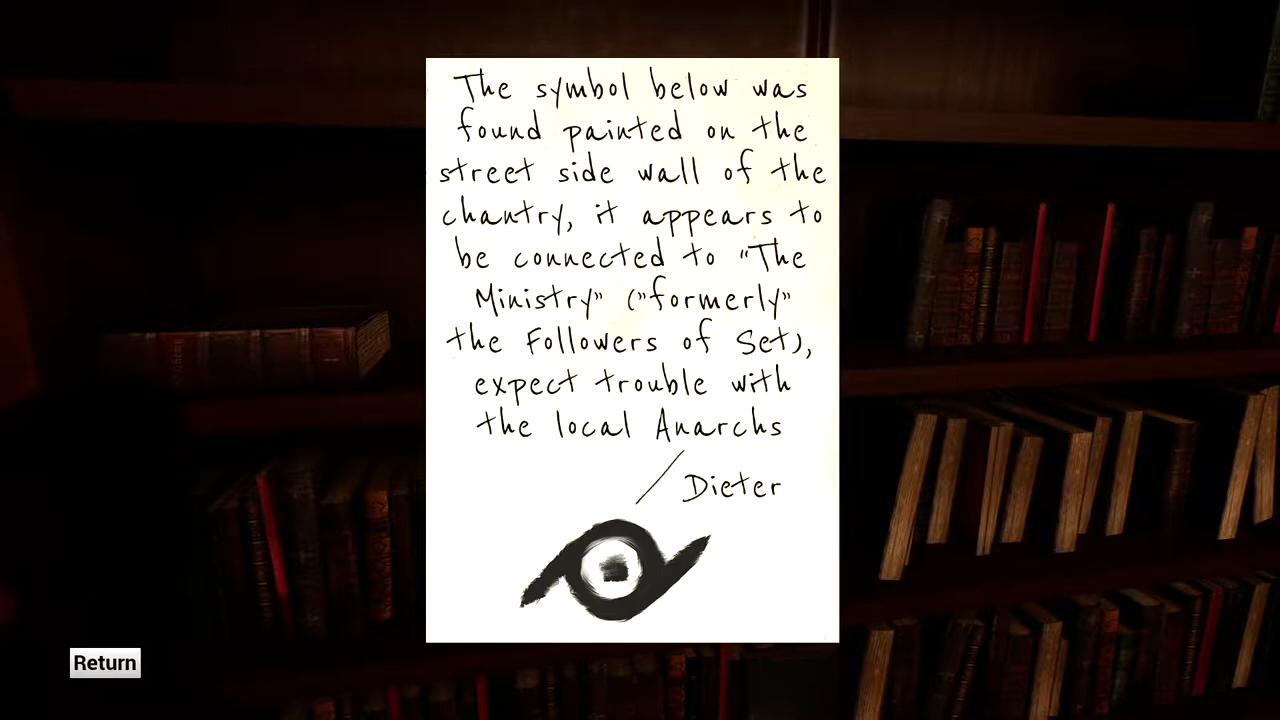 The symbol below was
found painted on the
street side wall of the
chantry, it appears to
be connected to "The
Ministry" ("formerly"
the Followers of Set),
expect trouble with
the local Anarchs
/ Dieter
Return